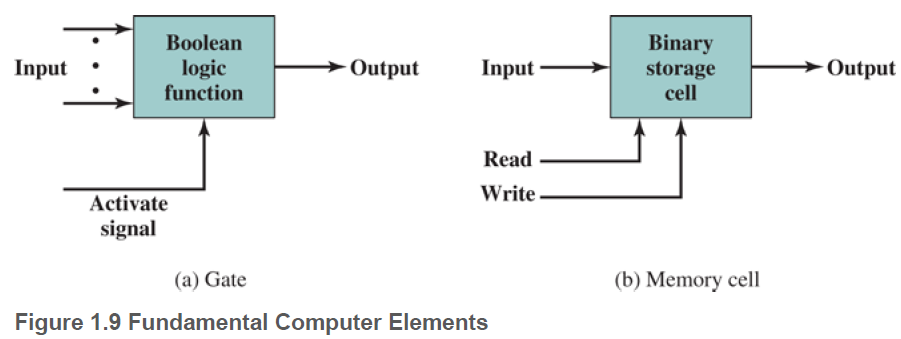 Input
Boolean
logic
function
Output
Activate
signal
(a) Gate
Input
Binary
storage
cell
Output
Read
Write
(b) Memory cell
Figure 1.9 Fundamental Computer Elements